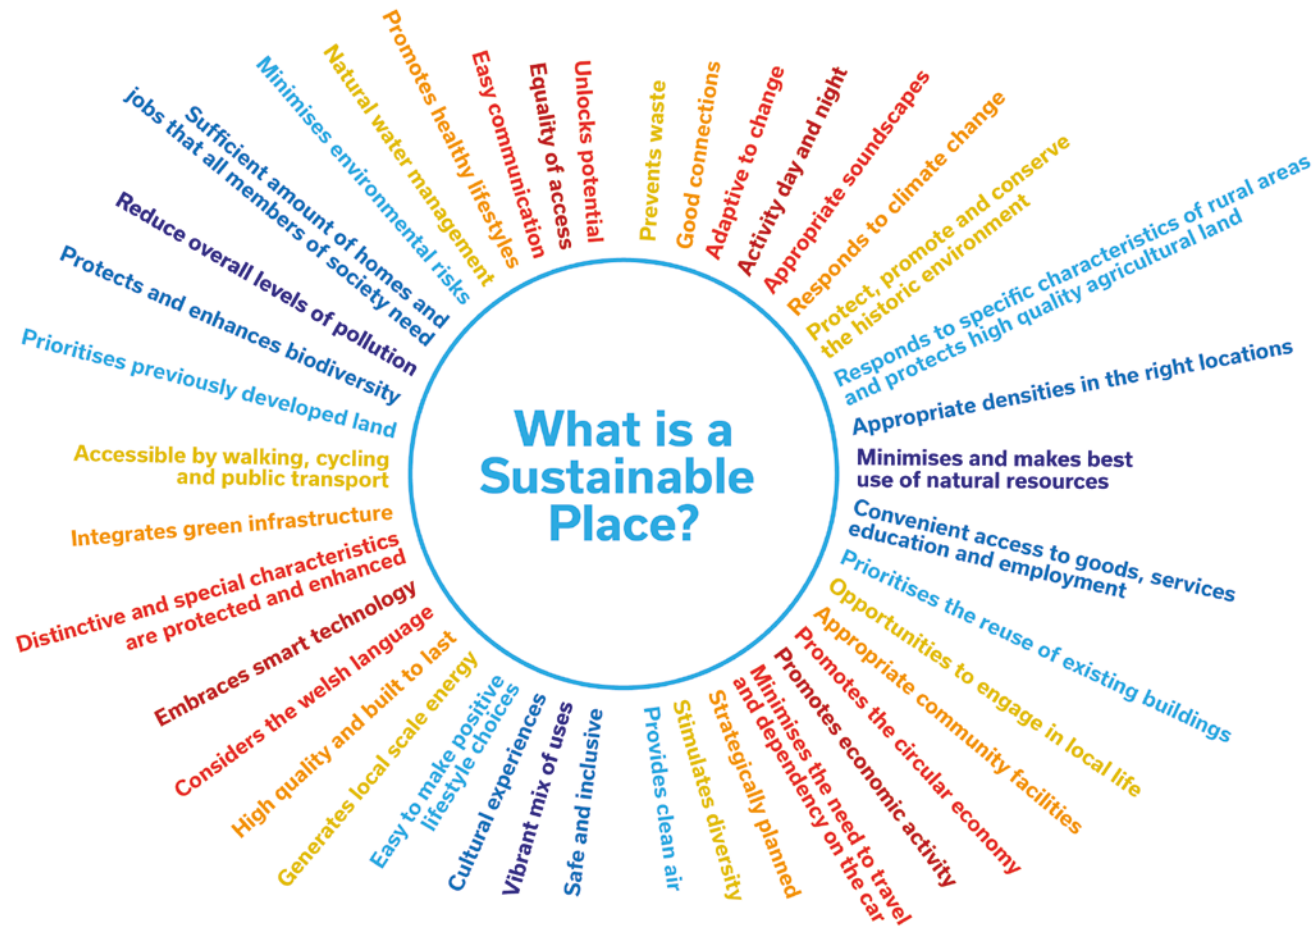 What is a
Sustainable
Place?
Prevents waste
Good connections
Adaptive to change
Activity day and night
Appropriate soundscapes
Responds to climate change
Protect, promote and conserve
the historic environment
Responds to specific characteristics of rural areas
and protects high quality agricultural land
Appropriate densities in the right locations
Minimises and makes best
use of natural resources
Convenient access to goods, services
education and employment
Prioritises the reuse of existing buildings
Opportunities to engage in local life
Appropriate community facilities
Promotes the circular economy
Promotes economic activity
Minimises the need to travel
and dependency on the car
Strategically planned
Stimulates diversity
Provides clean air
Safe and inclusive
Vibrant mix of uses
Cultural experiences
Easy to make positive
lifestyle choices
Generates local scale energy
High quality and built to last
Considers the welsh language
Embraces smart technology
Distinctive and special characteristics
are protected and enhanced
Integrates green infrastructure
Accessible by walking, cycling
and public transport
Prioritises previously developed land
Protects and enhances biodiversity
Reduce overall levels of pollution
Sufficient amount of homes and
jobs that all members of society need
Minimises environmental risks
Natural water management
Promotes healthy lifestyles
Easy communication
Equality of access
Unlocks potential